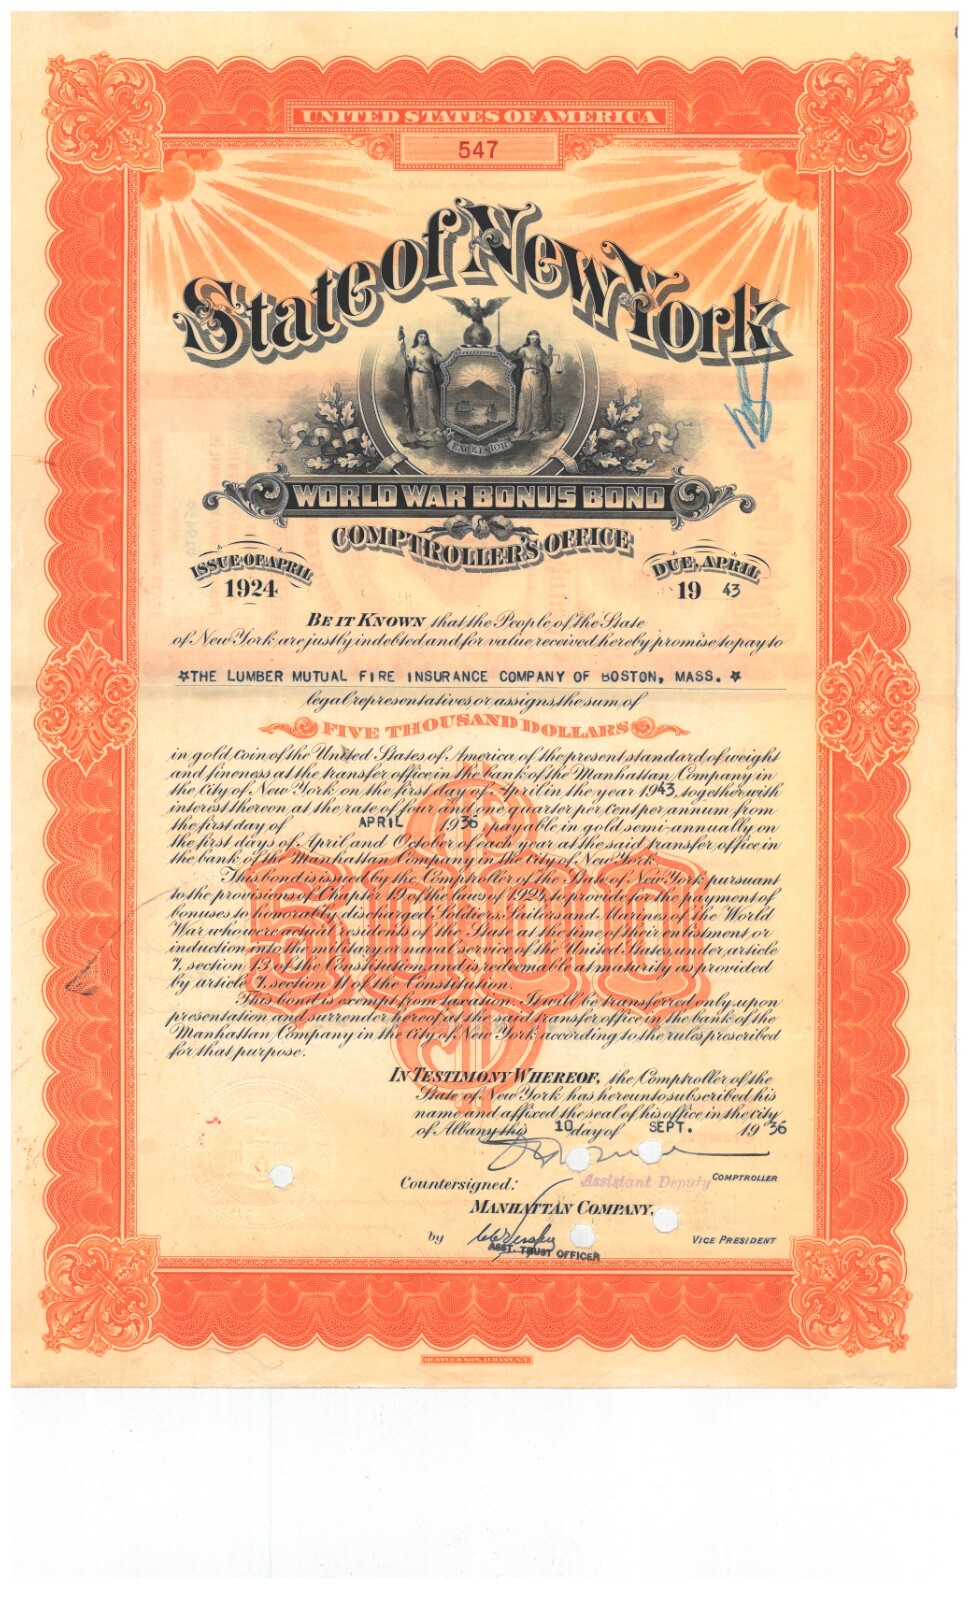 UNITED STATES OF AMERICA
547
State of New York
EXCELSIOR
WORLD WAR BONUS BOND
COMPTROLLER'S OFFICE
ISSUE OF APRIL
1924
DUE, APRIL
19 43
BE IT KNOWN that the People of the State
of New York are justly indebted and for value received hereby promise to pay to
*THE LUMBER MUTUAL FIRE INSURANCE COMPANY OF BOSTON, MASS. *
legal representatives or assigns, the sum of
FIVE THOUSAND DOLLARS
in gold coin of the United States of America of the present standard of weight
and fineness at the transfer office in the bank of the Manhattan Company in
the City of New York on the first day of April in the year 1943, together with
interest thereon at the rate of four and one quarter per cent per annum from
the first day of APRIL 1936 payable in gold semi-annually on
the first days of April and October of each year at the said transfer office in
the bank of the Manhattan Company in the City of New York.
This bond is issued by the Comptroller of the State of New York pursuant
to the provisions of Chapter 19 of the laws of 1924, to provide for the payment of
bonuses to honorably discharged Soldiers, Sailors and Marines of the World
War who were actual residents of the State at the time of their enlistment or
induction into the military or naval service of the United States, under article
7, section 13 of the Constitution, and is redeemable at maturity as provided
by article 7, section 11 of the Constitution.
This bond is exempt from taxation. It will be transferred only upon
presentation and surrender hereof at the said transfer office in the bank of the
Manhattan Company in the City of New York, according to the rules prescribed
for that purpose.
IN TESTIMONY WHEREOF, the Comptroller of the
State of New York has hereunto subscribed his
name and affixed the seal of his office in the city
of Albany this 10 day of SEPT. 1936
Assistant Deputy COMPTROLLER
Countersigned:
MANHATTAN COMPANY,
by VICE PRESIDENT
ASST. TRUST OFFICER
QUAYLE & SON, ALBANY, N.Y.